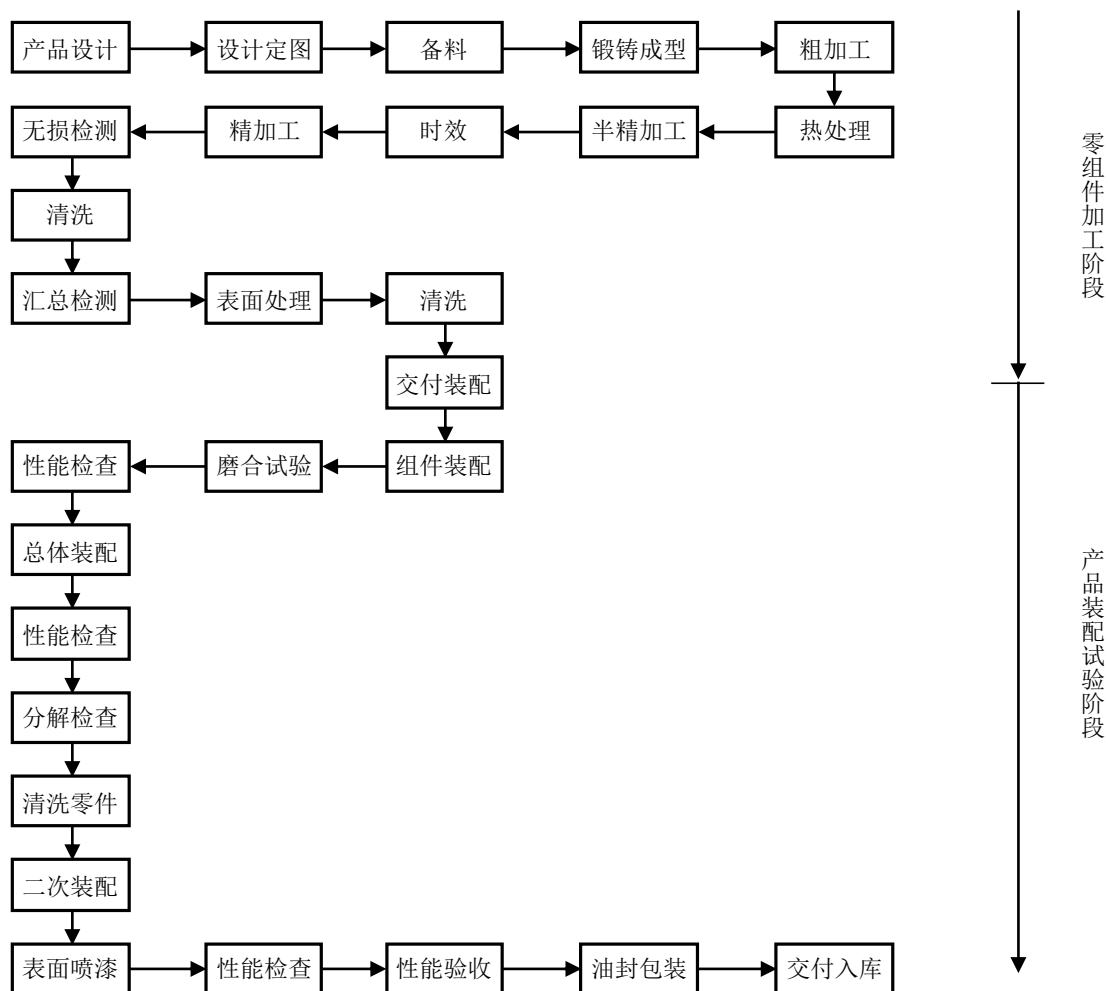 产品设计
设计定图
备料
锻铸成型
粗加工
热处理
半精加工
时效
精加工
无损检测
清洗
汇总检测
表面处理
清洗
交付装配
组件装配
磨合试验
性能检查
总体装配
性能检查
分解检查
清洗零件
二次装配
表面喷漆
性能检查
性能验收
油封包装
交付入库
零组件加工阶段
产品装配试验阶段